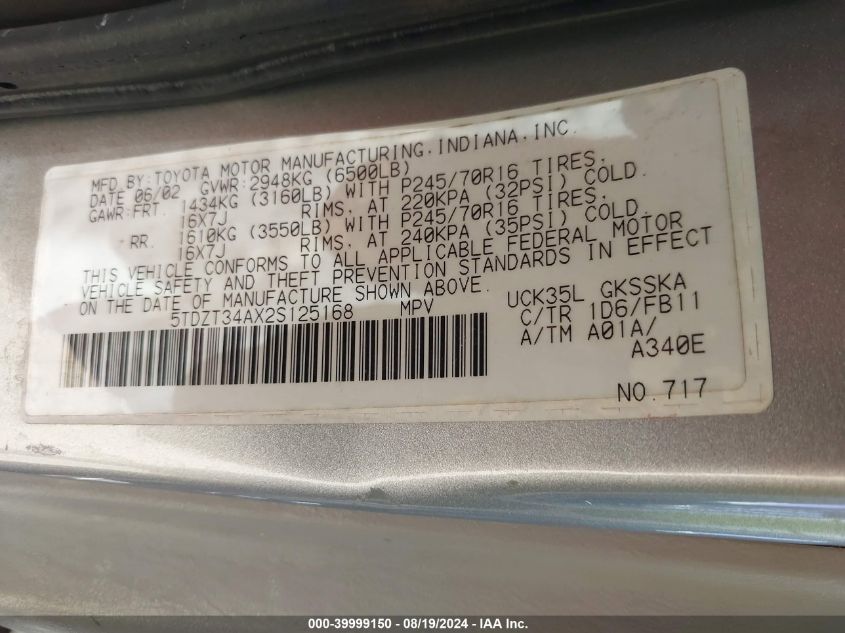 MFD.BY:TOYOTA MOTOR MANUFACTURING.INDIANA.INC.
DATE 06/02 GVWR:2948KG (6500LB)
GAWR:FRT. 1434KG (3160LB) WITH P245/70R16 TIRES,
16X7J RIMS, AT 220KPA (32PSI) COLD.
RR. 1610KG (3550LB) WITH P245/70R16 TIRES,
16X7J RIMS, AT 240KPA (35PSI) COLD.
THIS VEHICLE CONFORMS TO ALL APPLICABLE FEDERAL MOTOR
VEHICLE SAFETY AND THEFT PREVENTION STANDARDS IN EFFECT
ON THE DATE OF MANUFACTURE SHOWN ABOVE.
5TDZT34AX2S125168 MPV
UCK35L GKSSKA
C/TR 1D6/FB11
A/TM A01A/
A340E
NO.717
000-39999150 - 08/19/2024 - IAA Inc.